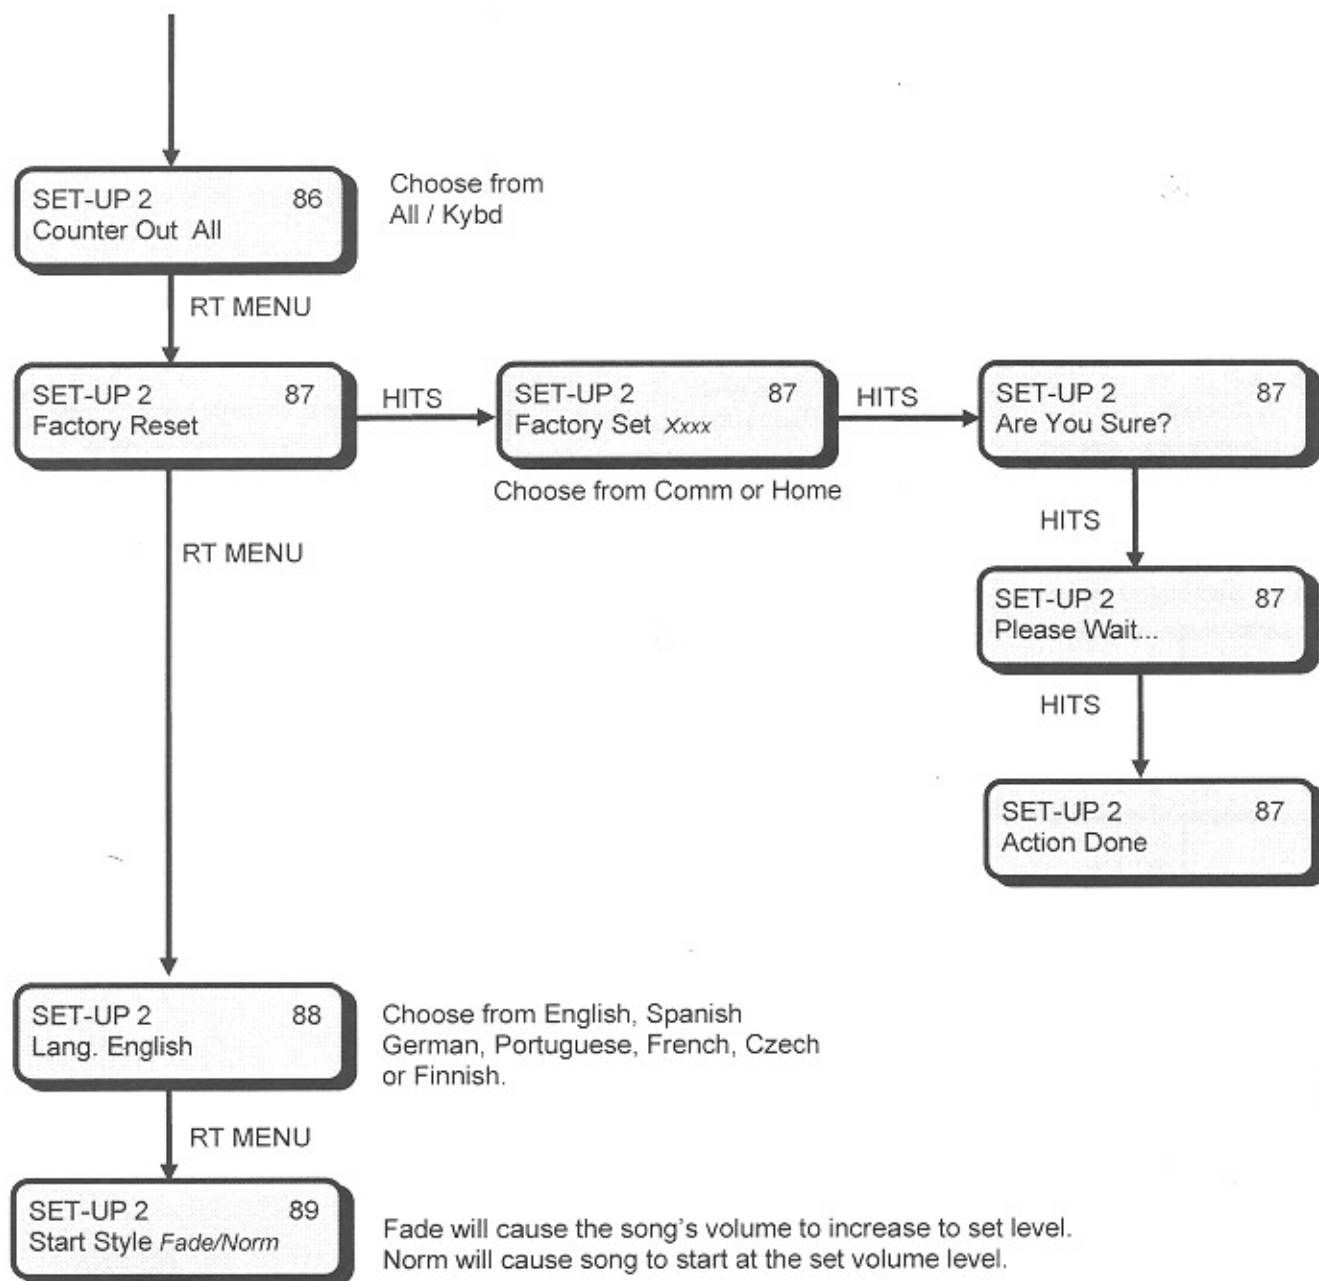 SET-UP 2 86
Counter Out All
Choose from
All / Kybd
RT MENU
SET-UP 2 87
Factory Reset
HITS
SET-UP 2 87
Factory Set Xxxx
HITS
SET-UP 2 87
Are You Sure?
Choose from Comm or Home
HITS
RT MENU
SET-UP 2 87
Please Wait...
HITS
SET-UP 2 87
Action Done
SET-UP 2 88
Lang. English
Choose from English, Spanish
German, Portuguese, French, Czech
or Finnish.
RT MENU
SET-UP 2 89
Start Style Fade/Norm
Fade will cause the song's volume to increase to set level.
Norm will cause song to start at the set volume level.